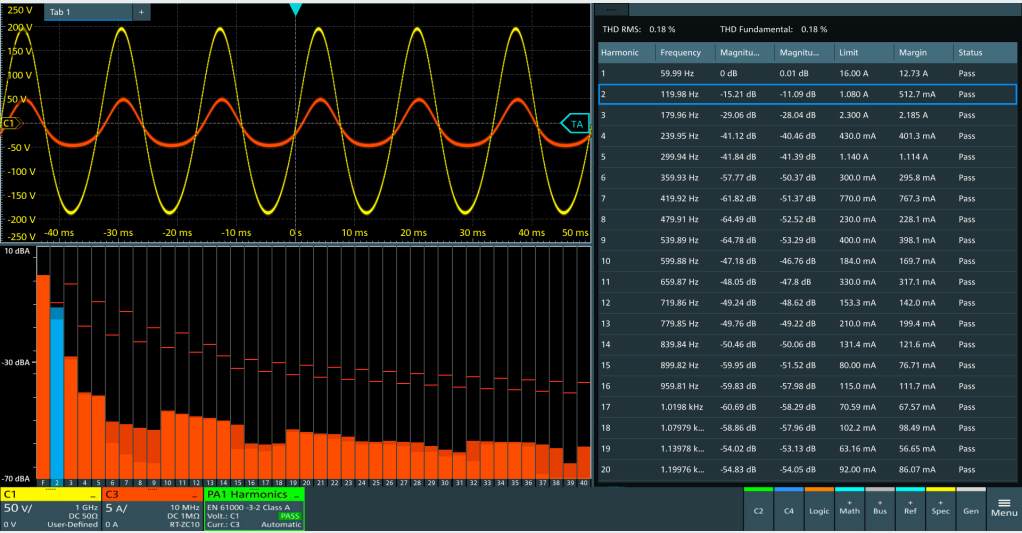 250 V
Tab 1
+
200 V
150 V
100 V
50 V
C1
TA
-50 V
-100 V
-150 V
-200 V
-250 V
-40 ms -30 ms -20 ms -10 ms 0 s 10 ms 20 ms 30 ms 40 ms 50 ms
10 dBA
-30 dBA
-70 dBA
F 2 3 4 5 6 7 8 9 10 11 12 13 14 15 16 17 18 19 20 21 22 23 24 25 26 27 28 29 30 31 32 33 34 35 36 37 38 39 40
THD RMS: 0.18 % THD Fundamental: 0.18 %
Harmonic Frequency Magnitu... Magnitu... Limit Margin Status
1 59.99 Hz 0 dB 0.01 dB 16.00 A 12.73 A Pass
2 119.98 Hz -15.21 dB -11.09 dB 1.080 A 512.7 mA Pass
3 179.96 Hz -29.06 dB -28.04 dB 2.300 A 2.185 A Pass
4 239.95 Hz -41.12 dB -40.46 dB 430.0 mA 401.3 mA Pass
5 299.94 Hz -41.84 dB -41.39 dB 1.140 A 1.114 A Pass
6 359.93 Hz -57.77 dB -50.37 dB 300.0 mA 295.8 mA Pass
7 419.92 Hz -61.82 dB -51.37 dB 770.0 mA 767.3 mA Pass
8 479.91 Hz -64.49 dB -52.52 dB 230.0 mA 228.1 mA Pass
9 539.89 Hz -64.78 dB -53.29 dB 400.0 mA 398.1 mA Pass
10 599.88 Hz -47.18 dB -46.76 dB 184.0 mA 169.7 mA Pass
11 659.87 Hz -48.05 dB -47.8 dB 330.0 mA 317.1 mA Pass
12 719.86 Hz -49.24 dB -48.62 dB 153.3 mA 142.0 mA Pass
13 779.85 Hz -49.76 dB -49.22 dB 210.0 mA 199.4 mA Pass
14 839.84 Hz -50.46 dB -50.06 dB 131.4 mA 121.6 mA Pass
15 899.82 Hz -59.95 dB -51.52 dB 80.00 mA 76.71 mA Pass
16 959.81 Hz -59.83 dB -57.98 dB 115.0 mA 111.7 mA Pass
17 1.0198 kHz -60.69 dB -58.29 dB 70.59 mA 67.57 mA Pass
18 1.07979 k... -58.86 dB -57.96 dB 102.2 mA 98.49 mA Pass
19 1.13978 k... -54.02 dB -53.13 dB 63.16 mA 56.65 mA Pass
20 1.19976 k... -54.83 dB -54.05 dB 92.00 mA 86.07 mA Pass
C1
50 V/ 1 GHz
DC 50Ω
0 V User-Defined
C3
5 A/ 10 MHz
DC 1MΩ
0 A RT-ZC10
PA1 Harmonics
EN 61000 -3-2 Class A
Volt.: C1 PASS
Curr.: C3 Automatic
C2
C4
Logic
+
Math
+
Bus
+
Ref
+
Spec
Gen
Menu